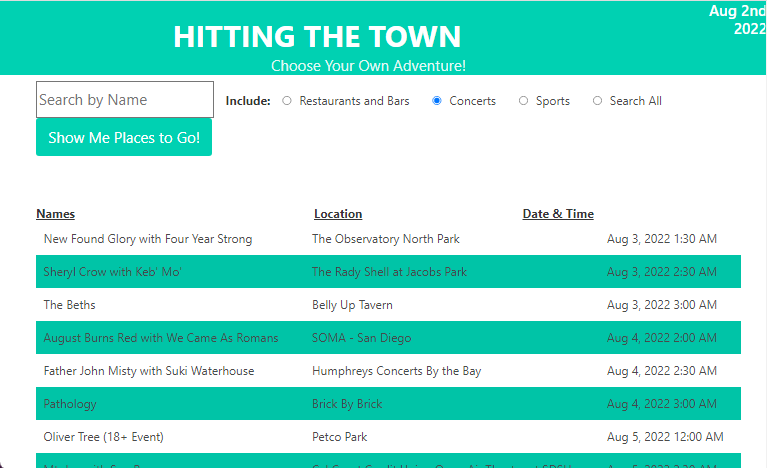 Aug 2nd
2022
HITTING THE TOWN
Choose Your Own Adventure!
Search by Name Include: Restaurants and Bars Concerts Sports Search All
Show Me Places to Go!
Names Location Date & Time
New Found Glory with Four Year Strong The Observatory North Park Aug 3, 2022 1:30 AM
Sheryl Crow with Keb' Mo' The Rady Shell at Jacobs Park Aug 3, 2022 2:30 AM
The Beths Belly Up Tavern Aug 3, 2022 3:00 AM
August Burns Red with We Came As Romans SOMA - San Diego Aug 4, 2022 2:00 AM
Father John Misty with Suki Waterhouse Humphreys Concerts By the Bay Aug 4, 2022 2:30 AM
Pathology Brick By Brick Aug 4, 2022 3:00 AM
Oliver Tree (18+ Event) Petco Park Aug 5, 2022 12:00 AM